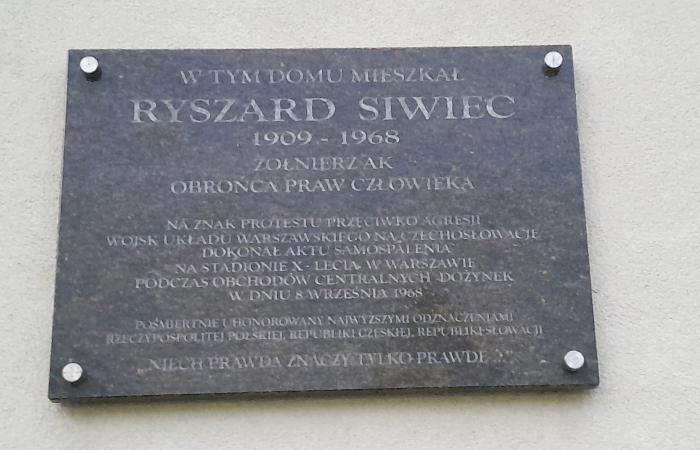 W TYM DOMU MIESZKAŁ
RYSZARD SIWIEC
1909 - 1968
ŻOŁNIERZ AK
OBROŃCA PRAW CZŁOWIEKA
NA ZNAK PROTESTU PRZECIWKO AGRESJI
WOJSK UKŁADU WARSZAWSKIEGO NA CZECHOSŁOWACJĘ
DOKONAŁ AKTU SAMOSPALENIA
NA STADIONIE X - LECIA W WARSZAWIE
PODCZAS OBCHODÓW CENTRALNYCH DOŻYNEK
W DNIU 8 WRZEŚNIA 1968
POŚMIERTNIE UHONOROWANY NAJWYŻSZYMI ODZNACZENIAMI
RZECZYPOSPOLITEJ POLSKIEJ, REPUBLIKI CZESKIEJ, REPUBLIKI SŁOWACJI
„NIECH PRAWDA ZNACZY TYLKO PRAWDĘ ..."